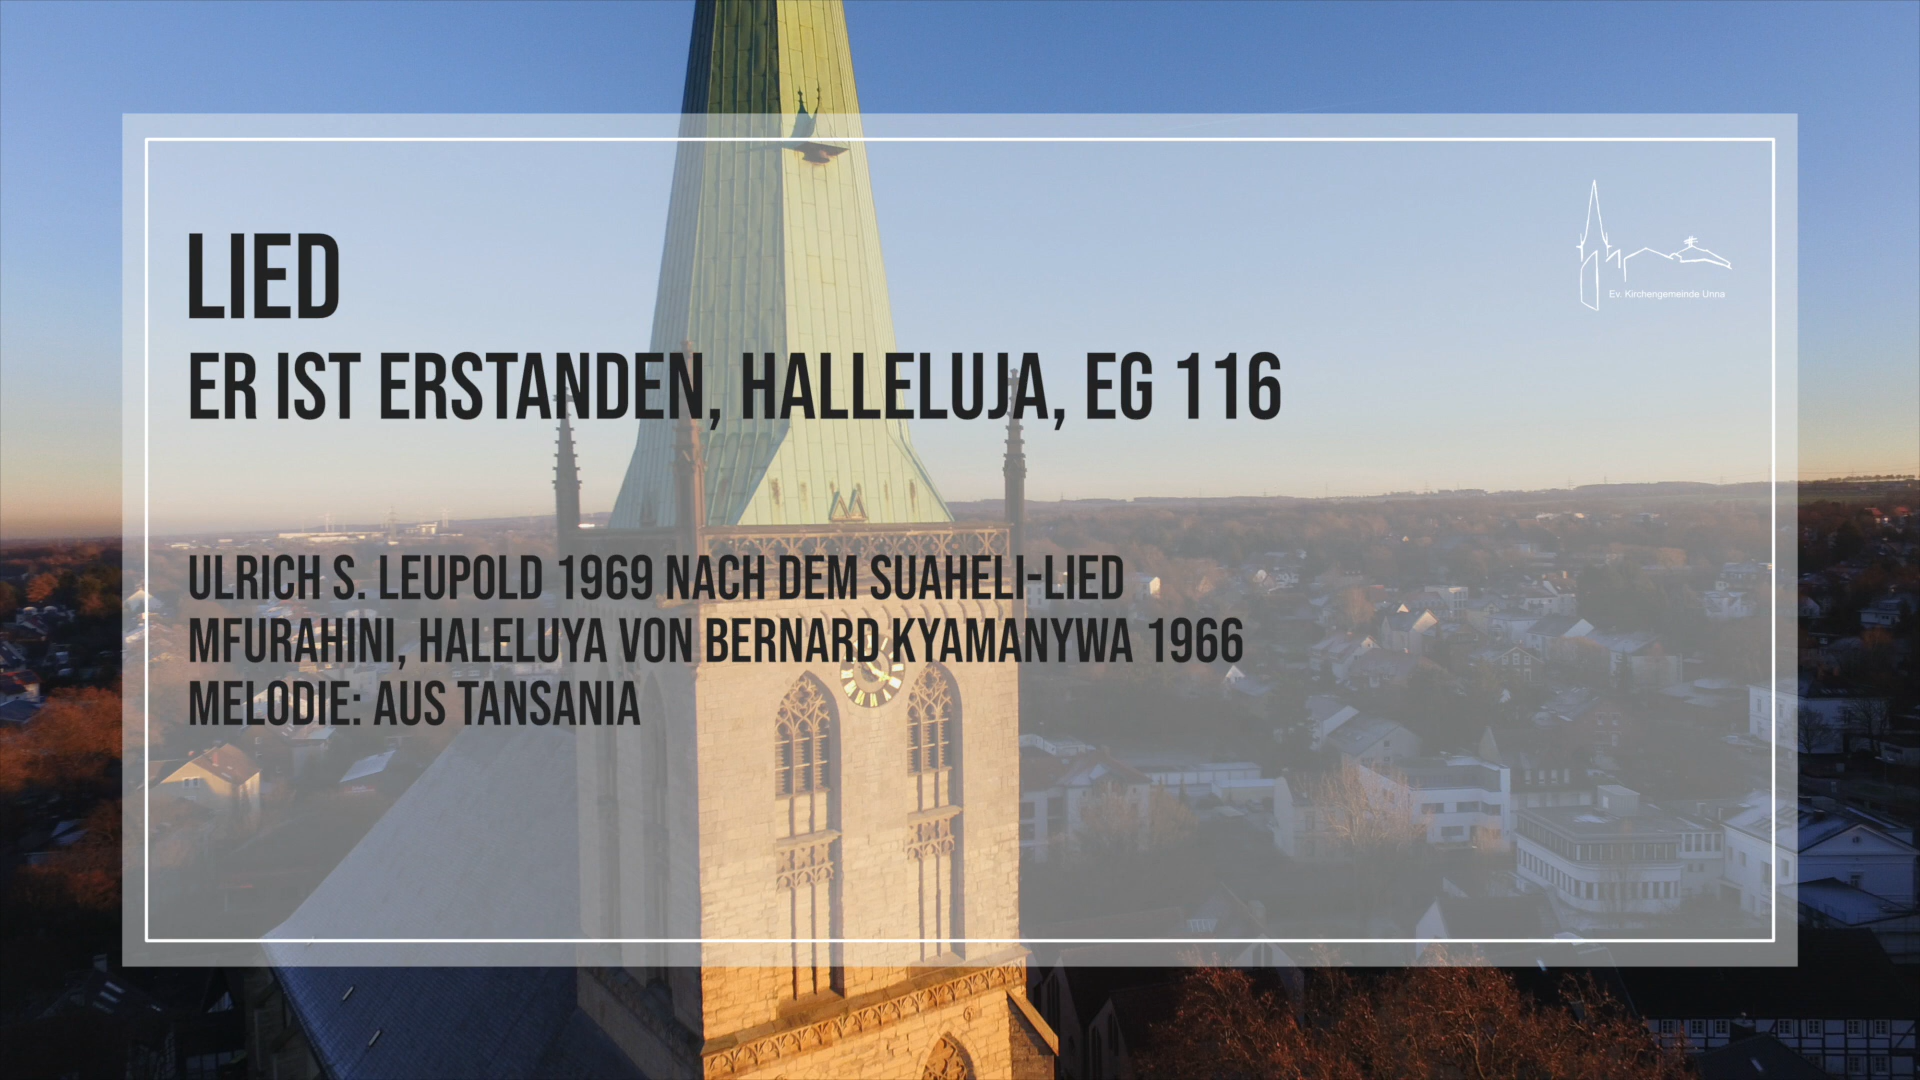 LIED
ER IST ERSTANDEN, HALLELUJA, EG 116
Ev. Kirchengemeinde Unna
ULRICH S. LEUPOLD 1969 NACH DEM SUAHELI-LIED
MFURAHINI, HALELUYA VON BERNARD KYAMANYWA 1966
MELODIE: AUS TANSANIA